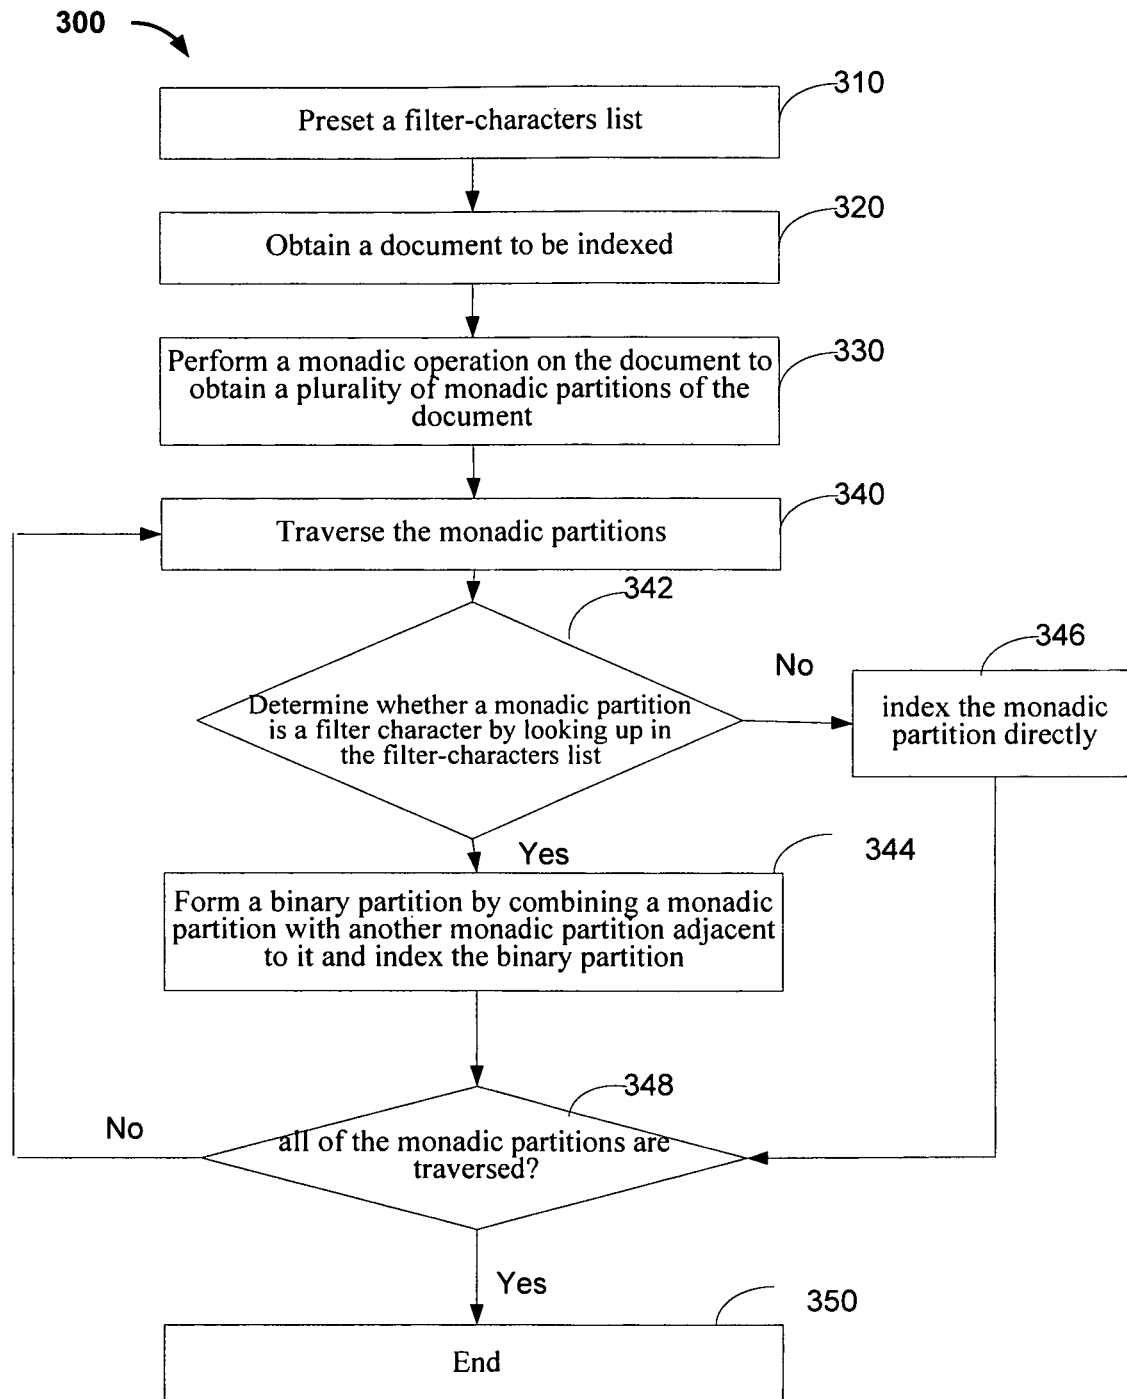 300
310
Preset a filter-characters list
320
Obtain a document to be indexed
330
Perform a monadic operation on the document to
obtain a plurality of monadic partitions of the
document
340
Traverse the monadic partitions
342
Determine whether a monadic partition
is a filter character by looking up in
the filter-characters list
No
346
index the monadic
partition directly
Yes
344
Form a binary partition by combining a monadic
partition with another monadic partition adjacent
to it and index the binary partition
348
all of the monadic partitions are
traversed?
No
Yes
350
End